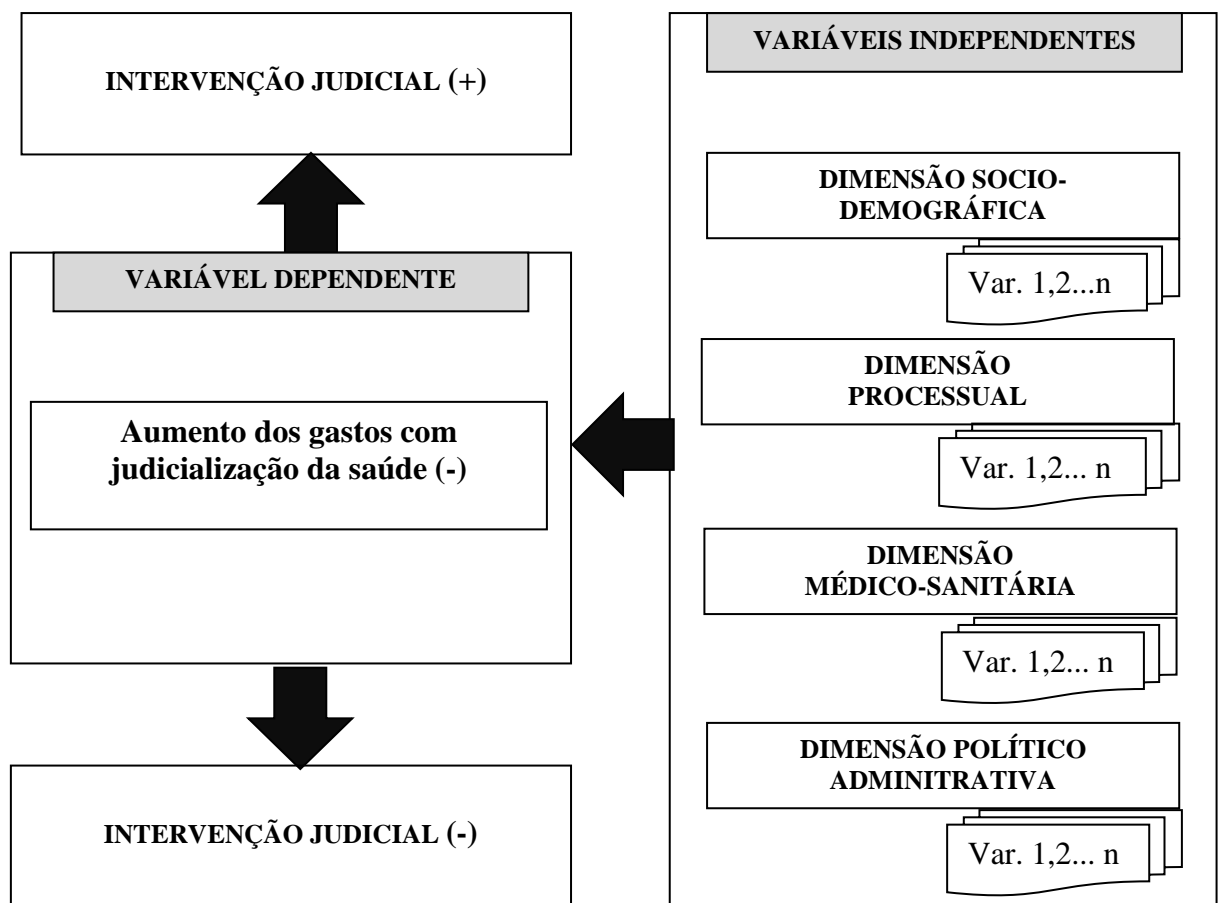 INTERVENÇÃO JUDICIAL (+)
VARIÁVEL DEPENDENTE
Aumento dos gastos com
judicialização da saúde (-)
INTERVENÇÃO JUDICIAL (-)
VARIÁVEIS INDEPENDENTES
DIMENSÃO SOCIO-
DEMOGRÁFICA
Var. 1,2...n
DIMENSÃO
PROCESSUAL
Var. 1,2... n
DIMENSÃO
MÉDICO-SANITÁRIA
Var. 1,2... n
DIMENSÃO POLÍTICO
ADMINITRATIVA
Var. 1,2... n